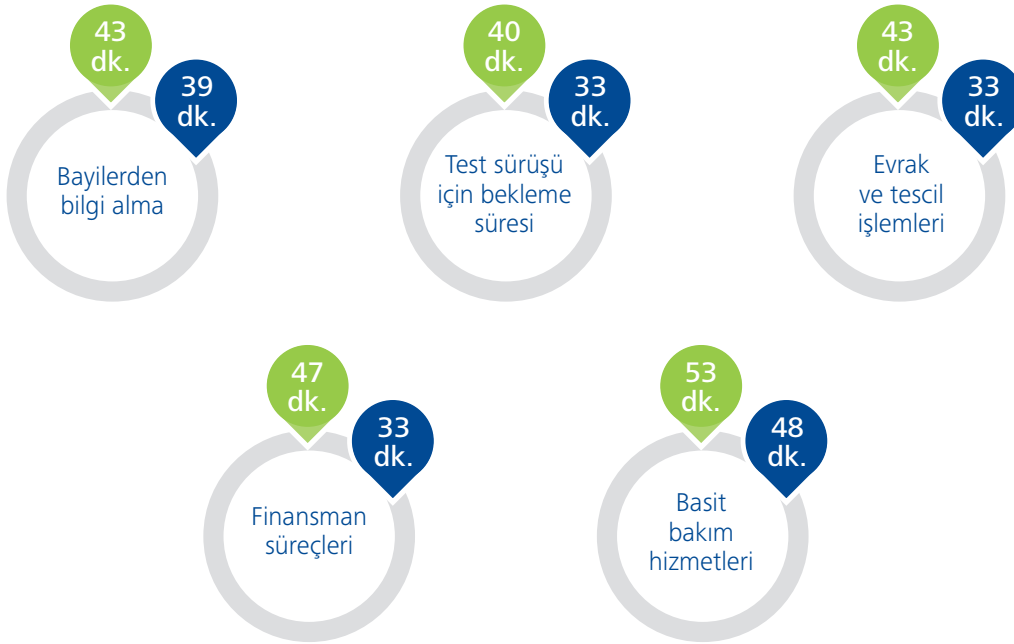 43
dk.
39
dk.
Bayilerden
bilgi alma
40
dk.
33
dk.
Test sürüşü
için bekleme
süresi
43
dk.
33
dk.
Evrak
ve tescil
işlemleri
47
dk.
33
dk.
Finansman
süreçleri
53
dk.
48
dk.
Basit
bakım
hizmetleri